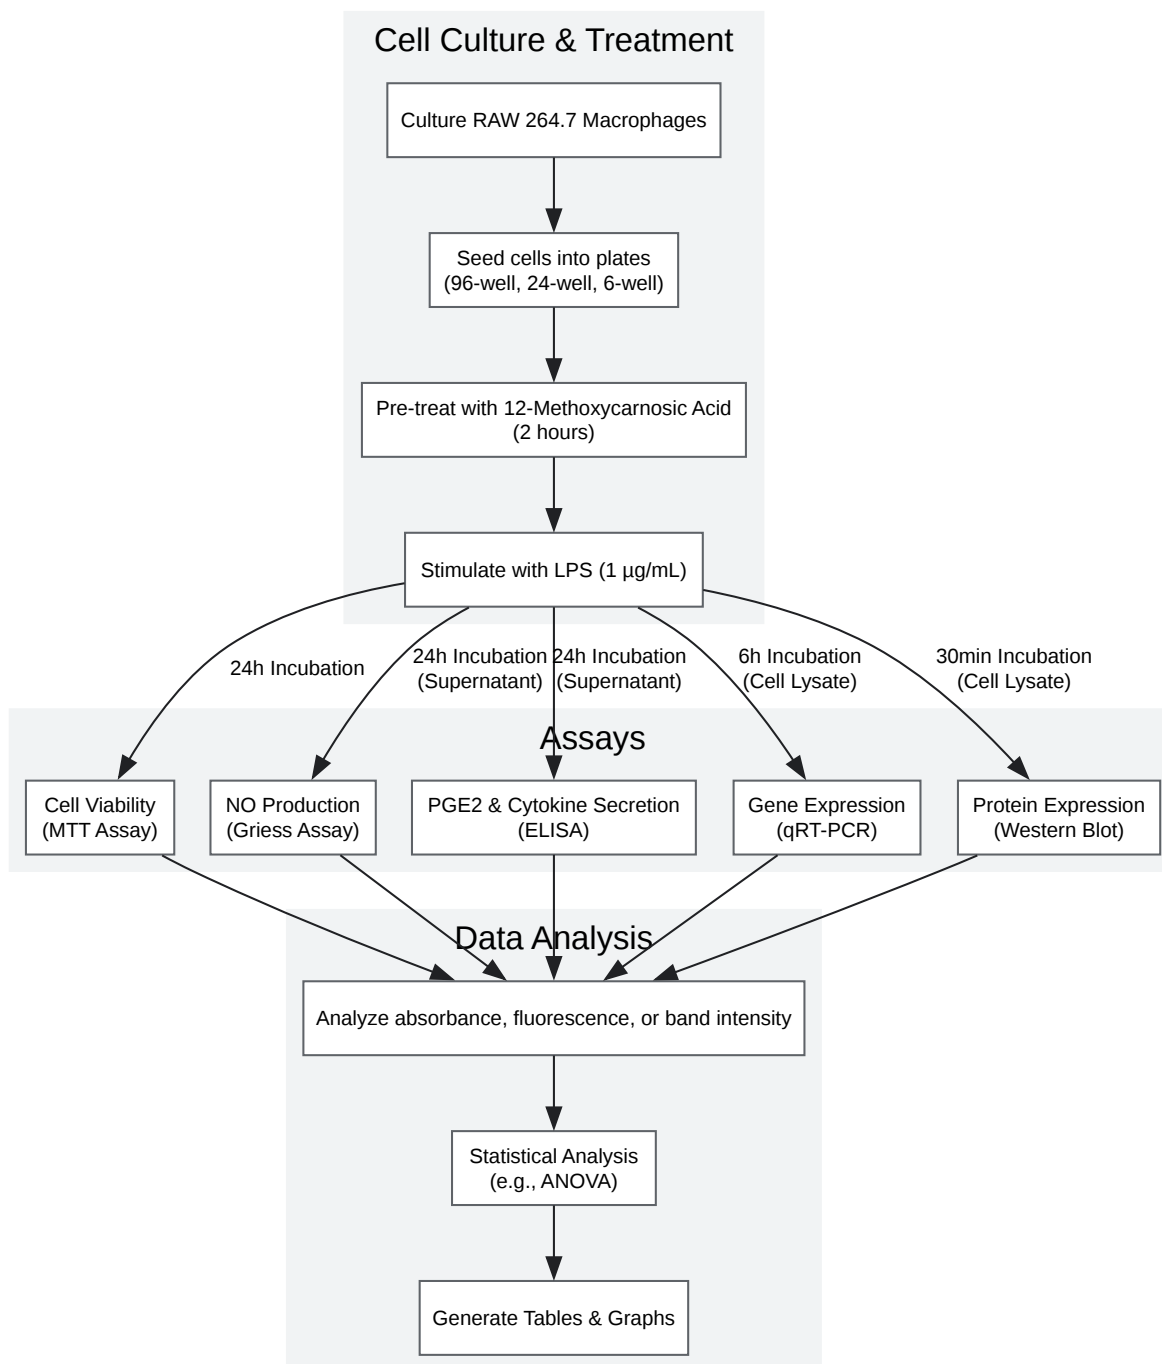 Cell Culture & Treatment
Culture RAW 264.7 Macrophages
Seed cells into plates
(96-well, 24-well, 6-well)
Pre-treat with 12-Methoxycarnosic Acid
(2 hours)
Stimulate with LPS (1 µg/mL)
24h Incubation
24h Incubation
(Supernatant)
24h Incubation
(Supernatant)
6h Incubation
(Cell Lysate)
30min Incubation
(Cell Lysate)
Assays
Cell Viability
(MTT Assay)
NO Production
(Griess Assay)
PGE2 & Cytokine Secretion
(ELISA)
Gene Expression
(qRT-PCR)
Protein Expression
(Western Blot)
Data Analysis
Analyze absorbance, fluorescence, or band intensity
Statistical Analysis
(e.g., ANOVA)
Generate Tables & Graphs